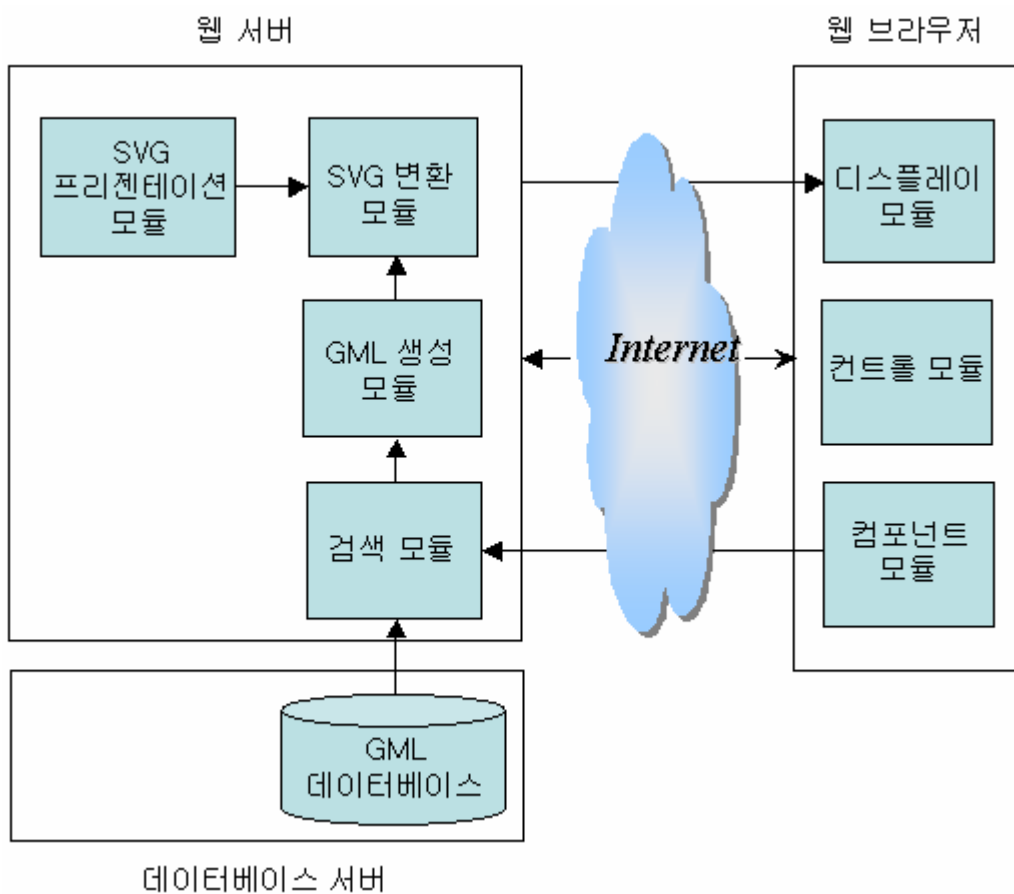 웹 서버
웹 브라우저
SVG
프리젠테이션
모듈
SVG 변환
모듈
디스플레이
모듈
GML 생성
모듈
Internet
컨트롤 모듈
검색 모듈
컴포넌트
모듈
GML
데이터베이스
데이터베이스 서버